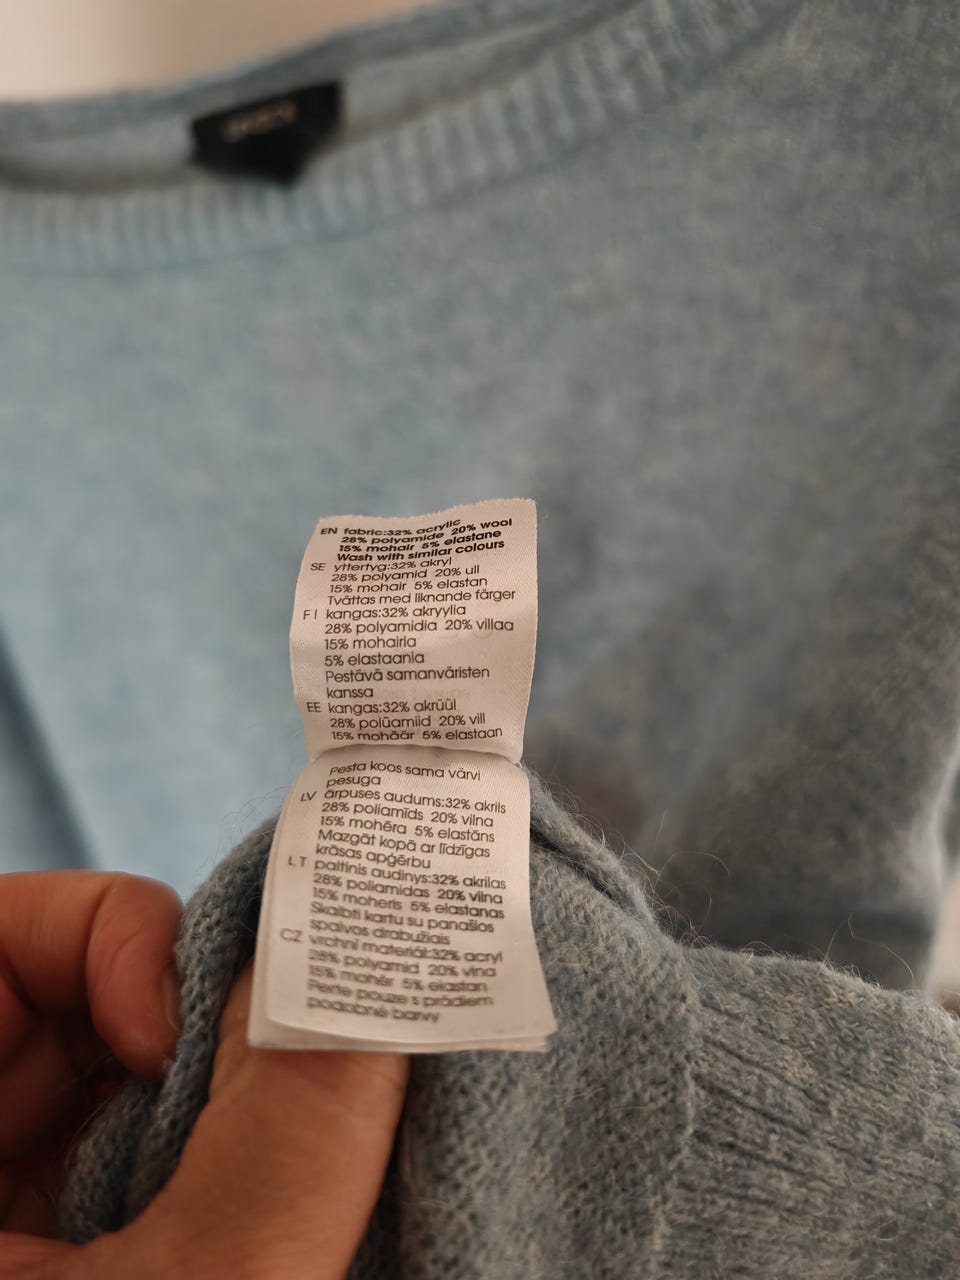 EN fabric:32% acrylic
28% polyamide 20% wool
15% mohair 5% elastane
Wash with similar colours
SE yttertyg:32% akryl
28% polyamid 20% ull
15% mohair 5% elastan
Tvättas med liknande färger
FI kangas:32% akryylia
28% polyamidia 20% villaa
15% mohairia
5% elastaania
Pestävä samanväristen
kanssa
EE kangas:32% akrüül
28% polüamiid 20% vill
15% mohäär 5% elastaan
Pesta koos sama värvi
pesuga
LV ārpuses audums:32% akrils
28% poliamīds 20% vilna
15% mohēra 5% elastāns
Mazgāt kopā ar līdzīgas
krāsas apģērbu
LT paltinis audinys:32% akrilas
28% poliamidas 20% vilna
15% moheris 5% elastanas
Skalbti kartu su panašios
spalvos drabužiais
CZ vrchní materiál:32% acryl
28% polyamid 20% vlna
15% mohér 5% elastan
Perte pouze s prádlem
podobné barvy